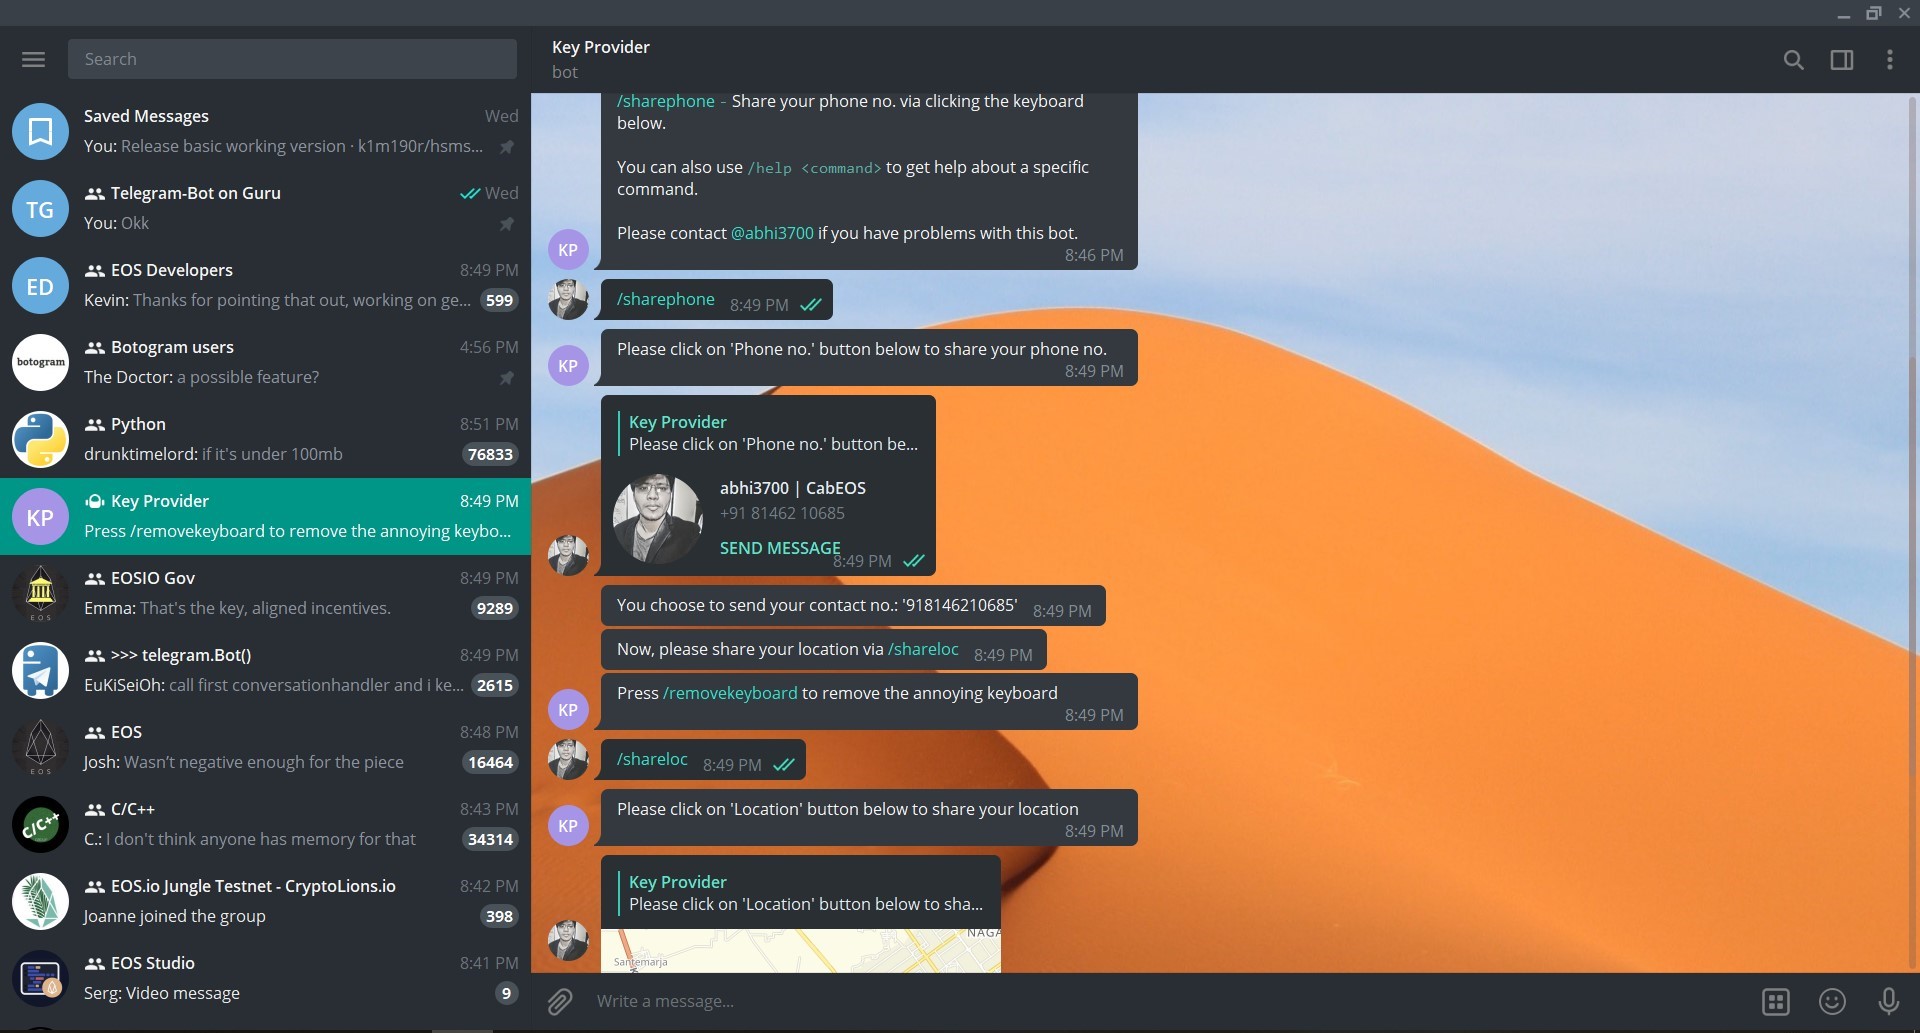 Search
Saved Messages
Wed
You: Release basic working version · k1m190r/hsms...
TG
Telegram-Bot on Guru
Wed
You: Okk
ED
EOS Developers
8:49 PM
Kevin: Thanks for pointing that out, working on ge...
599
botogram
Botogram users
4:56 PM
The Doctor: a possible feature?
Python
8:51 PM
drunktimelord: if it's under 100mb
76833
KP
Key Provider
8:49 PM
Press /removekeyboard to remove the annoying keybo...
EOS
EOSIO Gov
8:49 PM
Emma: That's the key, aligned incentives.
9289
>>> telegram.Bot()
8:49 PM
EuKiSeiOh: call first conversationhandler and i ke...
2615
EOS
EOS
8:48 PM
Josh: Wasn't negative enough for the piece
16464
C/C++
C/C++
8:43 PM
C.: I don't think anyone has memory for that
34314
EOS.io Jungle Testnet - CryptoLions.io
8:42 PM
Joanne joined the group
398
EOS Studio
8:41 PM
Serg: Video message
9
Key Provider
bot
/sharephone - Share your phone no. via clicking the keyboard
below.
You can also use /help <command> to get help about a specific
command.
Please contact @abhi3700 if you have problems with this bot.
8:46 PM
KP
/sharephone 8:49 PM
Please click on 'Phone no.' button below to share your phone no.
8:49 PM
KP
Key Provider
Please click on 'Phone no.' button be...
abhi3700 | CabEOS
+91 81462 10685
SEND MESSAGE
8:49 PM
You choose to send your contact no.: '918146210685' 8:49 PM
Now, please share your location via /shareloc 8:49 PM
Press /removekeyboard to remove the annoying keyboard
8:49 PM
KP
/shareloc 8:49 PM
Please click on 'Location' button below to share your location
8:49 PM
KP
Key Provider
Please click on 'Location' button below to sha...
NAGA
Santemarja
Write a message...